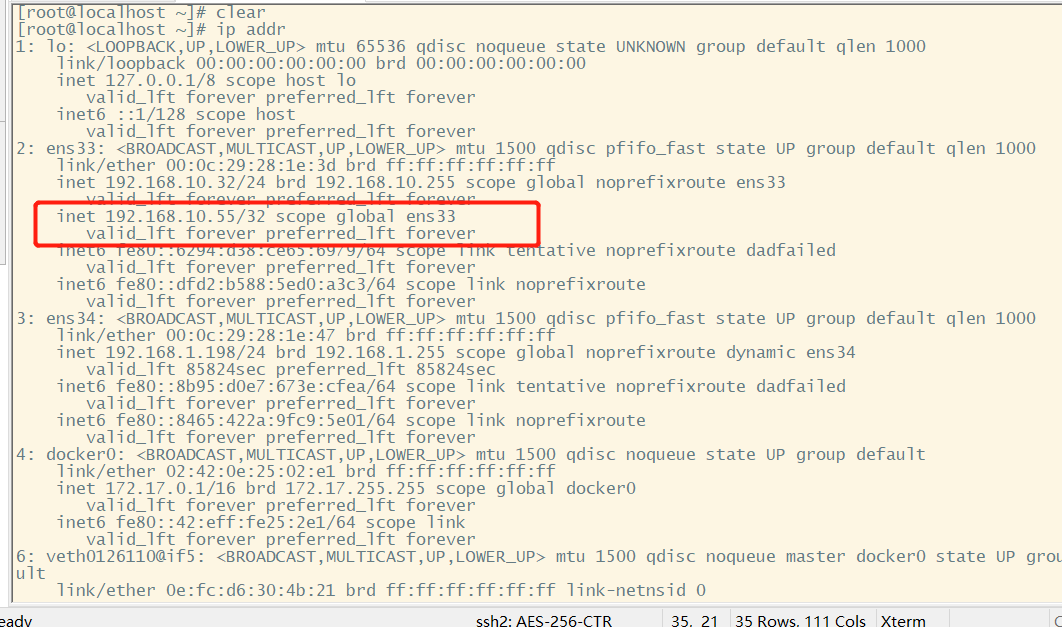 [root@localhost ~]# clear
[root@localhost ~]# ip addr
1: lo: <LOOPBACK,UP,LOWER_UP> mtu 65536 qdisc noqueue state UNKNOWN group default qlen 1000
    link/loopback 00:00:00:00:00:00 brd 00:00:00:00:00:00
    inet 127.0.0.1/8 scope host lo
       valid_lft forever preferred_lft forever
    inet6 ::1/128 scope host
       valid_lft forever preferred_lft forever
2: ens33: <BROADCAST,MULTICAST,UP,LOWER_UP> mtu 1500 qdisc pfifo_fast state UP group default qlen 1000
    link/ether 00:0c:29:28:1e:3d brd ff:ff:ff:ff:ff:ff
    inet 192.168.10.32/24 brd 192.168.10.255 scope global noprefixroute ens33
       valid_lft forever preferred_lft forever
    inet 192.168.10.55/32 scope global ens33
       valid_lft forever preferred_lft forever
    inet6 fe80::6294:d38:ce65:6979/64 scope link tentative noprefixroute dadfailed
       valid_lft forever preferred_lft forever
    inet6 fe80::dfd2:b588:5ed0:a3c3/64 scope link noprefixroute
       valid_lft forever preferred_lft forever
3: ens34: <BROADCAST,MULTICAST,UP,LOWER_UP> mtu 1500 qdisc pfifo_fast state UP group default qlen 1000
    link/ether 00:0c:29:28:1e:47 brd ff:ff:ff:ff:ff:ff
    inet 192.168.1.198/24 brd 192.168.1.255 scope global noprefixroute dynamic ens34
       valid_lft 85824sec preferred_lft 85824sec
    inet6 fe80::8b95:d0e7:673e:cfea/64 scope link tentative noprefixroute dadfailed
       valid_lft forever preferred_lft forever
    inet6 fe80::8465:422a:9fc9:5e01/64 scope link noprefixroute
       valid_lft forever preferred_lft forever
4: docker0: <BROADCAST,MULTICAST,UP,LOWER_UP> mtu 1500 qdisc noqueue state UP group default
    link/ether 02:42:0e:25:02:e1 brd ff:ff:ff:ff:ff:ff
    inet 172.17.0.1/16 brd 172.17.255.255 scope global docker0
       valid_lft forever preferred_lft forever
    inet6 fe80::42:eff:fe25:2e1/64 scope link
       valid_lft forever preferred_lft forever
6: veth0126110@if5: <BROADCAST,MULTICAST,UP,LOWER_UP> mtu 1500 qdisc noqueue master docker0 state UP grou
ult
    link/ether 0e:fc:d6:30:4b:21 brd ff:ff:ff:ff:ff:ff link-netnsid 0
eady ssh2: AES-256-CTR 35, 21 35 Rows, 111 Cols Xterm